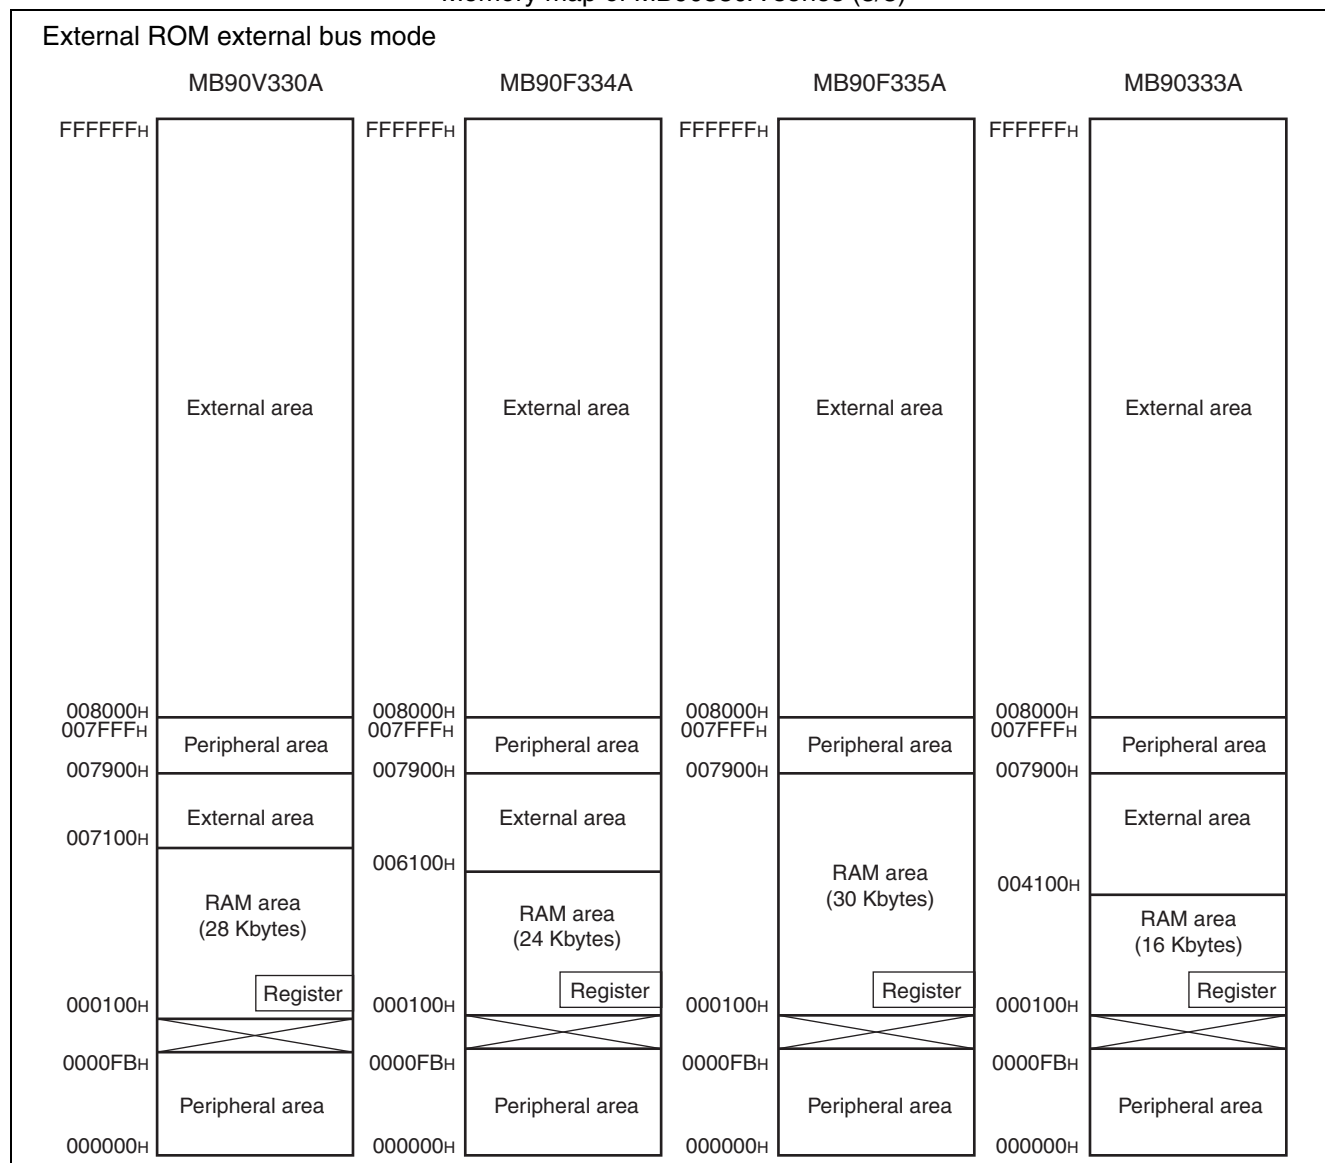 External ROM external bus mode
MB90V330A MB90F334A MB90F335A MB90333A
FFFFFFH FFFFFFH FFFFFFH FFFFFFH
External area External area External area External area
008000H 008000H 008000H 008000H
007FFFH 007FFFH 007FFFH 007FFFH
Peripheral area Peripheral area Peripheral area Peripheral area
007900H 007900H 007900H 007900H
External area External area External area
007100H
006100H
RAM area
(30 Kbytes)
004100H
RAM area
(28 Kbytes)
RAM area
(24 Kbytes)
RAM area
(16 Kbytes)
Register Register Register Register
000100H 000100H 000100H 000100H
0000FBH 0000FBH 0000FBH 0000FBH
Peripheral area Peripheral area Peripheral area Peripheral area
000000H 000000H 000000H 000000H